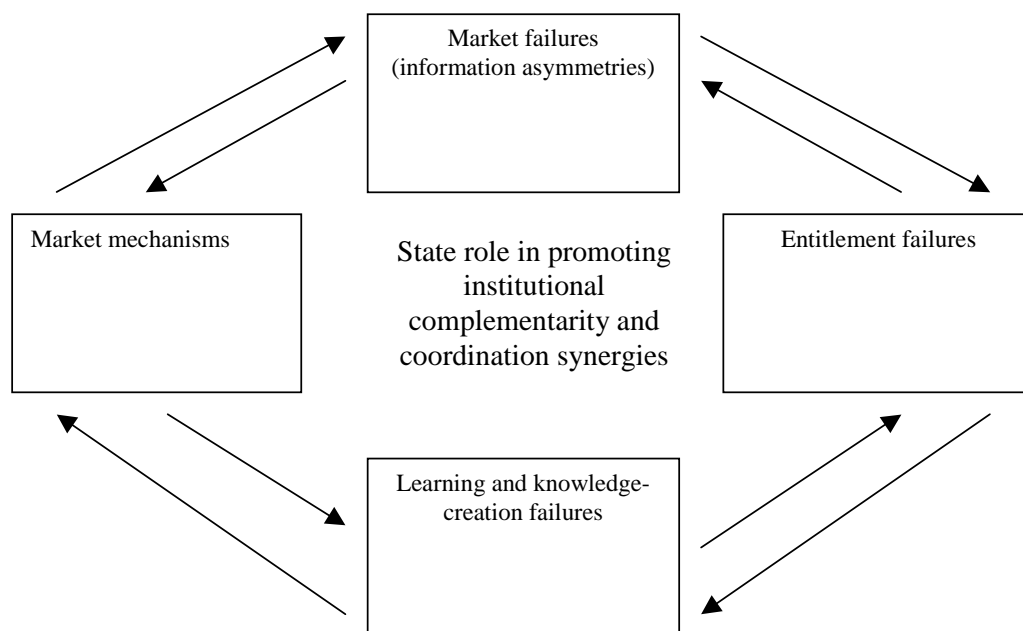 Market failures
(information asymmetries)
Market mechanisms
State role in promoting
institutional
complementarity and
coordination synergies
Entitlement failures
Learning and knowledge-
creation failures